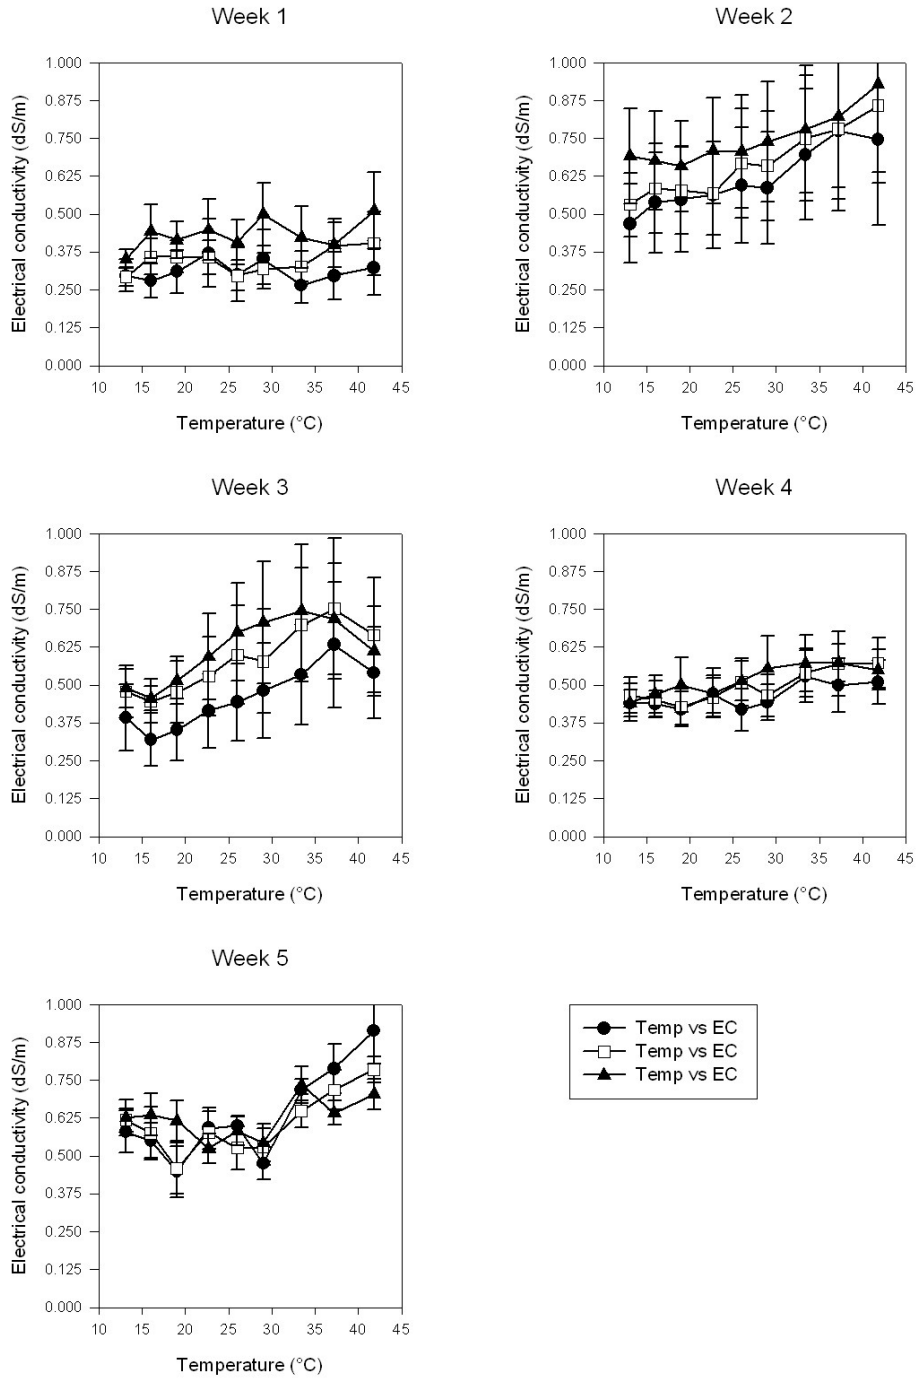 Week 1
1.000
0.875
0.750
0.625
0.500
0.375
0.250
0.125
0.000
Electrical conductivity (dS/m)
10 15 20 25 30 35 40 45
Temperature (°C)
Week 2
1.000
0.875
0.750
0.625
0.500
0.375
0.250
0.125
0.000
Electrical conductivity (dS/m)
10 15 20 25 30 35 40 45
Temperature (°C)
Week 3
1.000
0.875
0.750
0.625
0.500
0.375
0.250
0.125
0.000
Electrical conductivity (dS/m)
10 15 20 25 30 35 40 45
Temperature (°C)
Week 4
1.000
0.875
0.750
0.625
0.500
0.375
0.250
0.125
0.000
Electrical conductivity (dS/m)
10 15 20 25 30 35 40 45
Temperature (°C)
Week 5
1.000
0.875
0.750
0.625
0.500
0.375
0.250
0.125
0.000
Electrical conductivity (dS/m)
10 15 20 25 30 35 40 45
Temperature (°C)
Temp vs EC
Temp vs EC
Temp vs EC